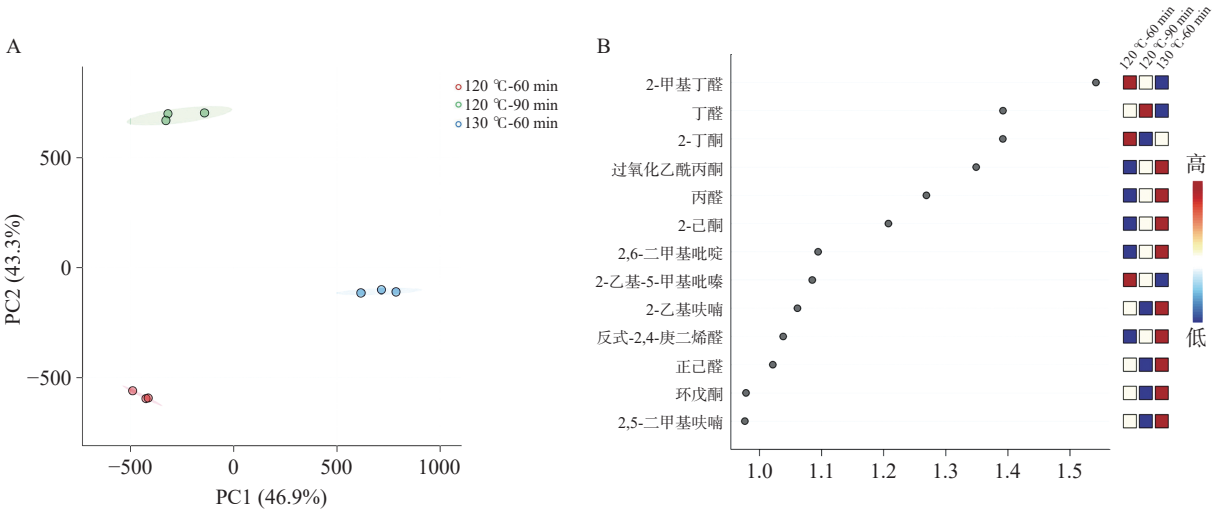 A
120 ℃-60 min
120 ℃-90 min
130 ℃-60 min
500
0
−500
−500
0
500
1000
PC2 (43.3%)
PC1 (46.9%)
B
120 ℃-60 min
120 ℃-90 min
130 ℃-60 min
2-甲基丁醛
丁醛
2-丁酮
过氧化乙酰丙酮
丙醛
2-己酮
2,6-二甲基吡啶
2-乙基-5-甲基吡嗪
2-乙基呋喃
反式-2,4-庚二烯醛
正己醛
环戊酮
2,5-二甲基呋喃
1.0
1.1
1.2
1.3
1.4
1.5
高
低